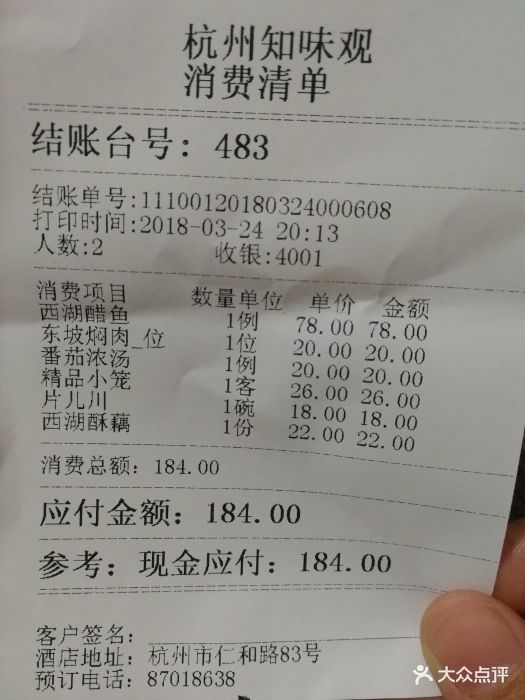 杭州知味观
消费清单
结账台号: 483
结账单号:11100120180324000608
打印时间:2018-03-24 20:13
人数:2 收银:4001
消费项目 数量单位 单价 金额
西湖醋鱼 1例 78.00 78.00
东坡焖肉_位 1位 20.00 20.00
番茄浓汤 1例 20.00 20.00
精品小笼 1客 26.00 26.00
片儿川 1碗 18.00 18.00
西湖酥藕 1份 22.00 22.00
消费总额: 184.00
应付金额: 184.00
参考: 现金应付: 184.00
客户签名:
酒店地址: 杭州市仁和路83号
预订电话: 87018638
大众点评